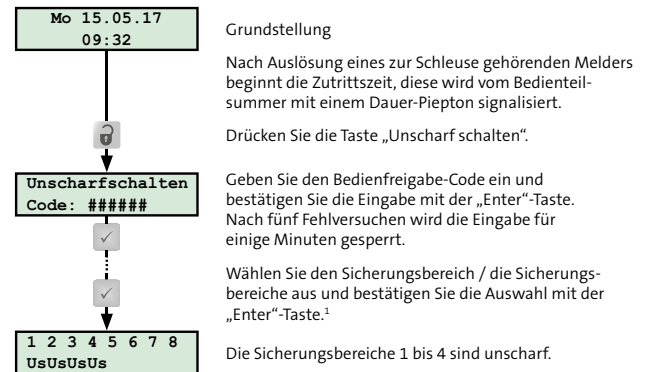 Mo 15.05.17
09:32
Grundstellung
Nach Auslösung eines zur Schleuse gehörenden Melders
beginnt die Zutrittszeit, diese wird vom Bedienteil-
summer mit einem Dauer-Piepton signalisiert.
Drücken Sie die Taste „Unscharf schalten“.
Unscharfschalten
Code: ######
Geben Sie den Bedienfreigabe-Code ein und
bestätigen Sie die Eingabe mit der „Enter“-Taste.
Nach fünf Fehlversuchen wird die Eingabe für
einige Minuten gesperrt.
Wählen Sie den Sicherungsbereich / die Sicherungs-
bereiche aus und bestätigen Sie die Auswahl mit der
„Enter“-Taste.¹
1 2 3 4 5 6 7 8
UsUsUsUs
Die Sicherungsbereiche 1 bis 4 sind unscharf.